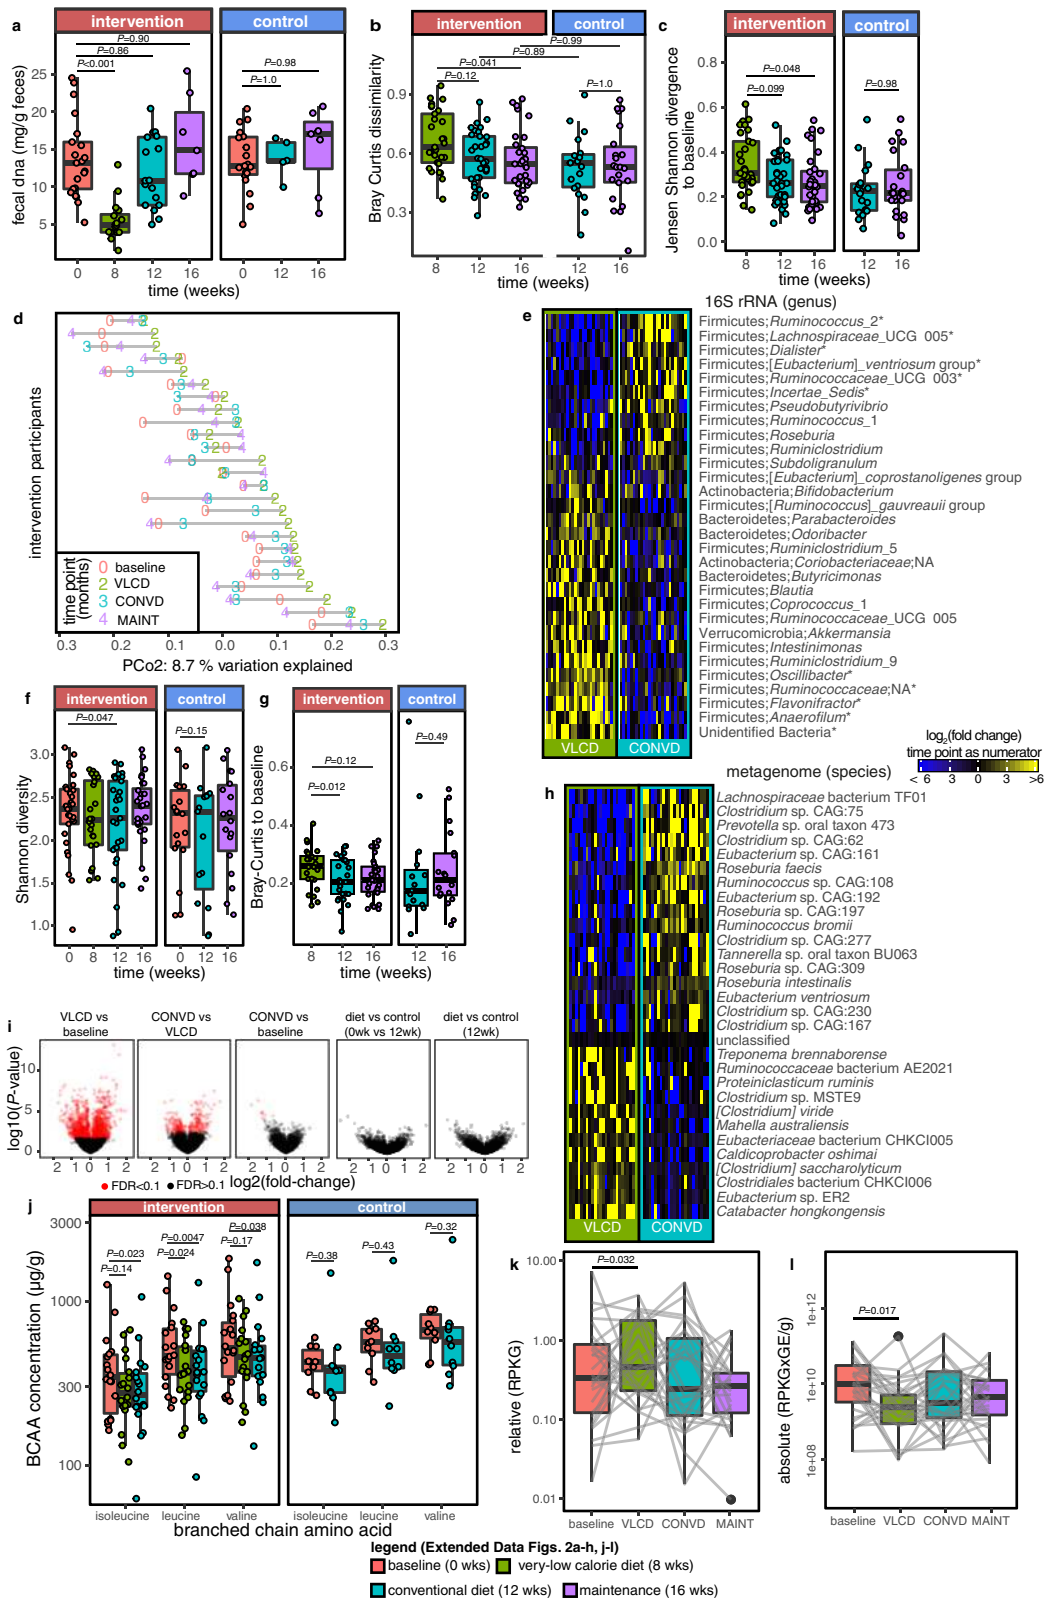 a
intervention
control
P=0.90
P=0.86
P<0.001
P=0.98
P=1.0
fecal dna (mg/g feces)
25
20
15
10
5
0
8
12
16
0
12
16
time (weeks)
b
intervention
control
P=0.99
P=0.89
P=0.041
P=0.12
P=1.0
Bray Curtis dissimilarity
0.9
0.6
0.3
8
12
16
12
16
time (weeks)
c
intervention
control
P=0.048
P=0.099
P=0.98
Jensen Shannon divergence
to baseline
0.8
0.6
0.4
0.2
0.0
8
12
16
12
16
time (weeks)
d
intervention participants
time point
(months)
0 baseline
2 VLCD
3 CONVD
4 MAINT
0.3
0.2
0.1
0.0
0.1
0.2
0.3
PCo2: 8.7 % variation explained
16S rRNA (genus)
e
Firmicutes;Ruminococcus_2*
Firmicutes;Lachnospiraceae_UCG 005*
Firmicutes;Dialister*
Firmicutes;[Eubacterium]_ventriosum group*
Firmicutes;Ruminococcaceae_UCG 003*
Firmicutes;Incertae_Sedis*
Firmicutes;Pseudobutyrivibrio
Firmicutes;Ruminococcus_1
Firmicutes;Roseburia
Firmicutes;Ruminiclostridium
Firmicutes;Subdoligranulum
Firmicutes;[Eubacterium]_coprostanoligenes group
Actinobacteria;Bifidobacterium
Firmicutes;[Ruminococcus]_gauvreauii group
Bacteroidetes;Parabacteroides
Bacteroidetes;Odoribacter
Firmicutes;Ruminiclostridium_5
Actinobacteria;Coriobacteriaceae;NA
Bacteroidetes;Butyricimonas
Firmicutes;Blautia
Firmicutes;Coprococcus_1
Firmicutes;Ruminococcaceae_UCG 005
Verrucomicrobia;Akkermansia
Firmicutes;Intestinimonas
Firmicutes;Ruminiclostridium_9
Firmicutes;Oscillibacter*
Firmicutes;Ruminococcaceae;NA*
Firmicutes;Flavonifractor*
Firmicutes;Anaerofilum*
Unidentified Bacteria*
VLCD
CONVD
log2(fold change)
time point as numerator
< 6
3
0
3
>6
f
intervention
control
P=0.047
P=0.15
Shannon diversity
3.0
2.5
2.0
1.5
1.0
0
8
12
16
0
12
16
time (weeks)
g
intervention
control
P=0.12
P=0.012
P=0.49
Bray-Curtis to baseline
0.6
0.4
0.2
8
12
16
12
16
time (weeks)
metagenome (species)
h
Lachnospiraceae bacterium TF01
Clostridium sp. CAG:75
Prevotella sp. oral taxon 473
Clostridium sp. CAG:62
Eubacterium sp. CAG:161
Roseburia faecis
Ruminococcus sp. CAG:108
Eubacterium sp. CAG:192
Roseburia sp. CAG:197
Ruminococcus bromii
Clostridium sp. CAG:277
Tannerella sp. oral taxon BU063
Roseburia sp. CAG:309
Roseburia intestinalis
Eubacterium ventriosum
Clostridium sp. CAG:230
Clostridium sp. CAG:167
unclassified
Treponema brennaborense
Ruminococcaceae bacterium AE2021
Proteiniclasticum ruminis
Clostridium sp. MSTE9
[Clostridium] viride
Mahella australiensis
Eubacteriaceae bacterium CHKCI005
Caldicoprobacter oshimai
[Clostridium] saccharolyticum
Clostridiales bacterium CHKCI006
Eubacterium sp. ER2
Catabacter hongkongensis
VLCD
CONVD
i
VLCD vs
baseline
CONVD vs
VLCD
CONVD vs
baseline
diet vs control
(0wk vs 12wk)
diet vs control
(12wk)
log10(P-value)
10
5
0
2 1 0 1 2
2 1 0 1 2
2 1 0 1 2
2 1 0 1 2
2 1 0 1 2
FDR<0.1
FDR>0.1
log2(fold-change)
j
intervention
control
P=0.023
P=0.14
P=0.0047
P=0.024
P=0.038
P=0.17
P=0.38
P=0.43
P=0.32
BCAA concentration (µg/g)
3000
1000
300
100
isoleucine
leucine
valine
isoleucine
leucine
valine
branched chain amino acid
k
P=0.032
relative (RPKG)
10.00
1.00
0.10
0.01
baseline
VLCD
CONVD
MAINT
l
P=0.017
absolute (RPKGxGE/g)
1e+12
1e+10
1e+08
baseline
VLCD
CONVD
MAINT
legend (Extended Data Figs. 2a-h, j-l)
baseline (0 wks)
very-low calorie diet (8 wks)
conventional diet (12 wks)
maintenance (16 wks)